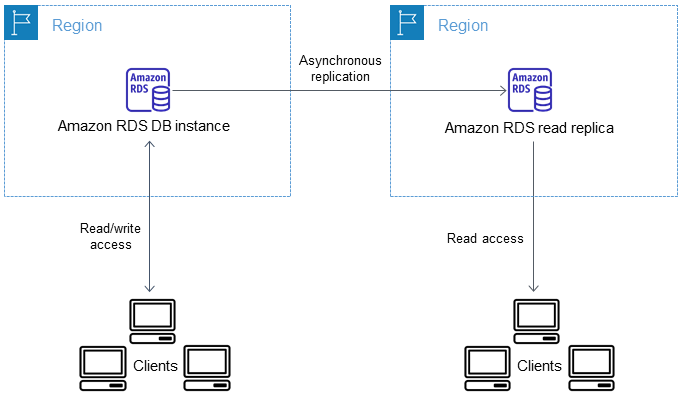 Region
Region
Asynchronous
replication
Amazon
RDS
Amazon
RDS
Amazon RDS DB instance
Amazon RDS read replica
Read/write
access
Read access
Clients
Clients